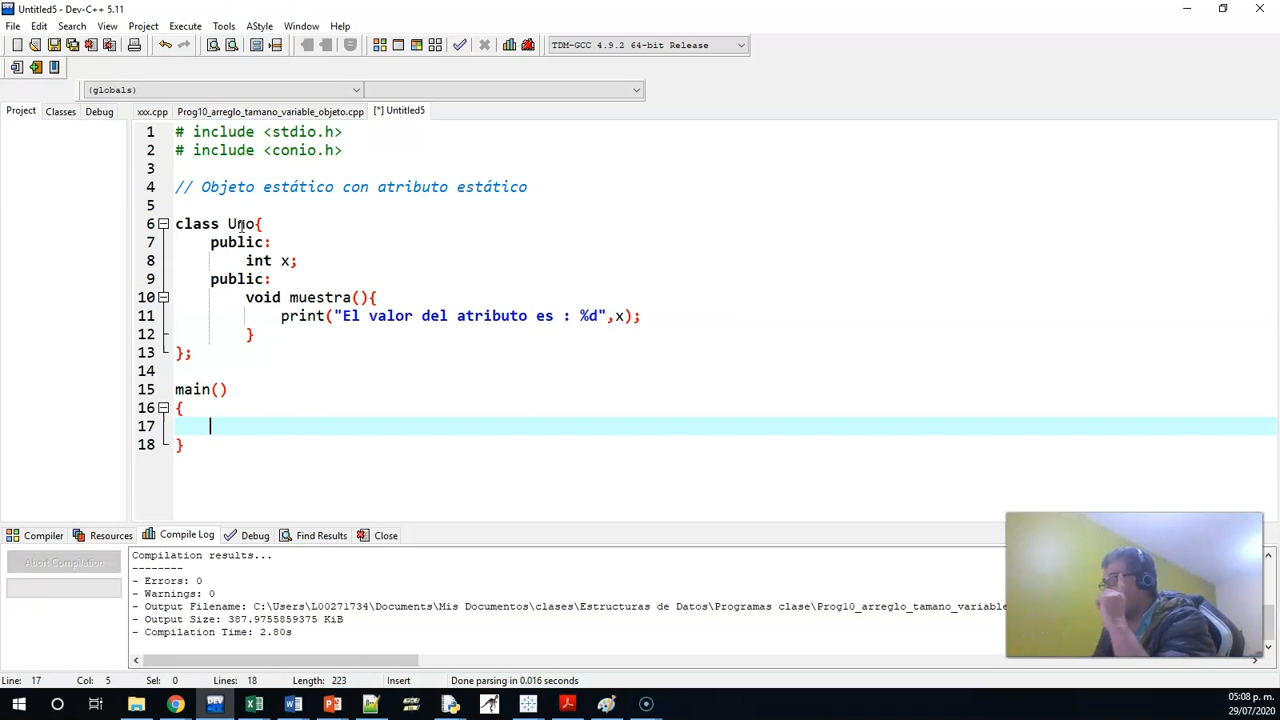 Untitled5 - Dev-C++ 5.11
File Edit Search View Project Execute Tools AStyle Window Help
TDM-GCC 4.9.2 64-bit Release
(globals)
Project Classes Debug xxx.cpp Prog10_arreglo_tamano_variable_objeto.cpp [*] Untitled5
1 # include <stdio.h>
2 # include <conio.h>
3
4 // Objeto estático con atributo estático
5
6 class Uno{
7 public:
8 int x;
9 public:
10 void muestra(){
11 print("El valor del atributo es : %d",x);
12 }
13 };
14
15 main()
16 {
17
18 }
Compiler Resources Compile Log Debug Find Results Close
Abort Compilation
Compilation results...
--------
- Errors: 0
- Warnings: 0
- Output Filename: C:\Users\L00271734\Documents\Mis Documentos\clases\Estructuras de Datos\Programas clase\Prog10_arreglo_tamano_variable
- Output Size: 387.9755859375 KiB
- Compilation Time: 2.80s
Line: 17 Col: 5 Sel: 0 Lines: 18 Length: 223 Insert Done parsing in 0.016 seconds
DEV
05:08 p. m.
29/07/2020